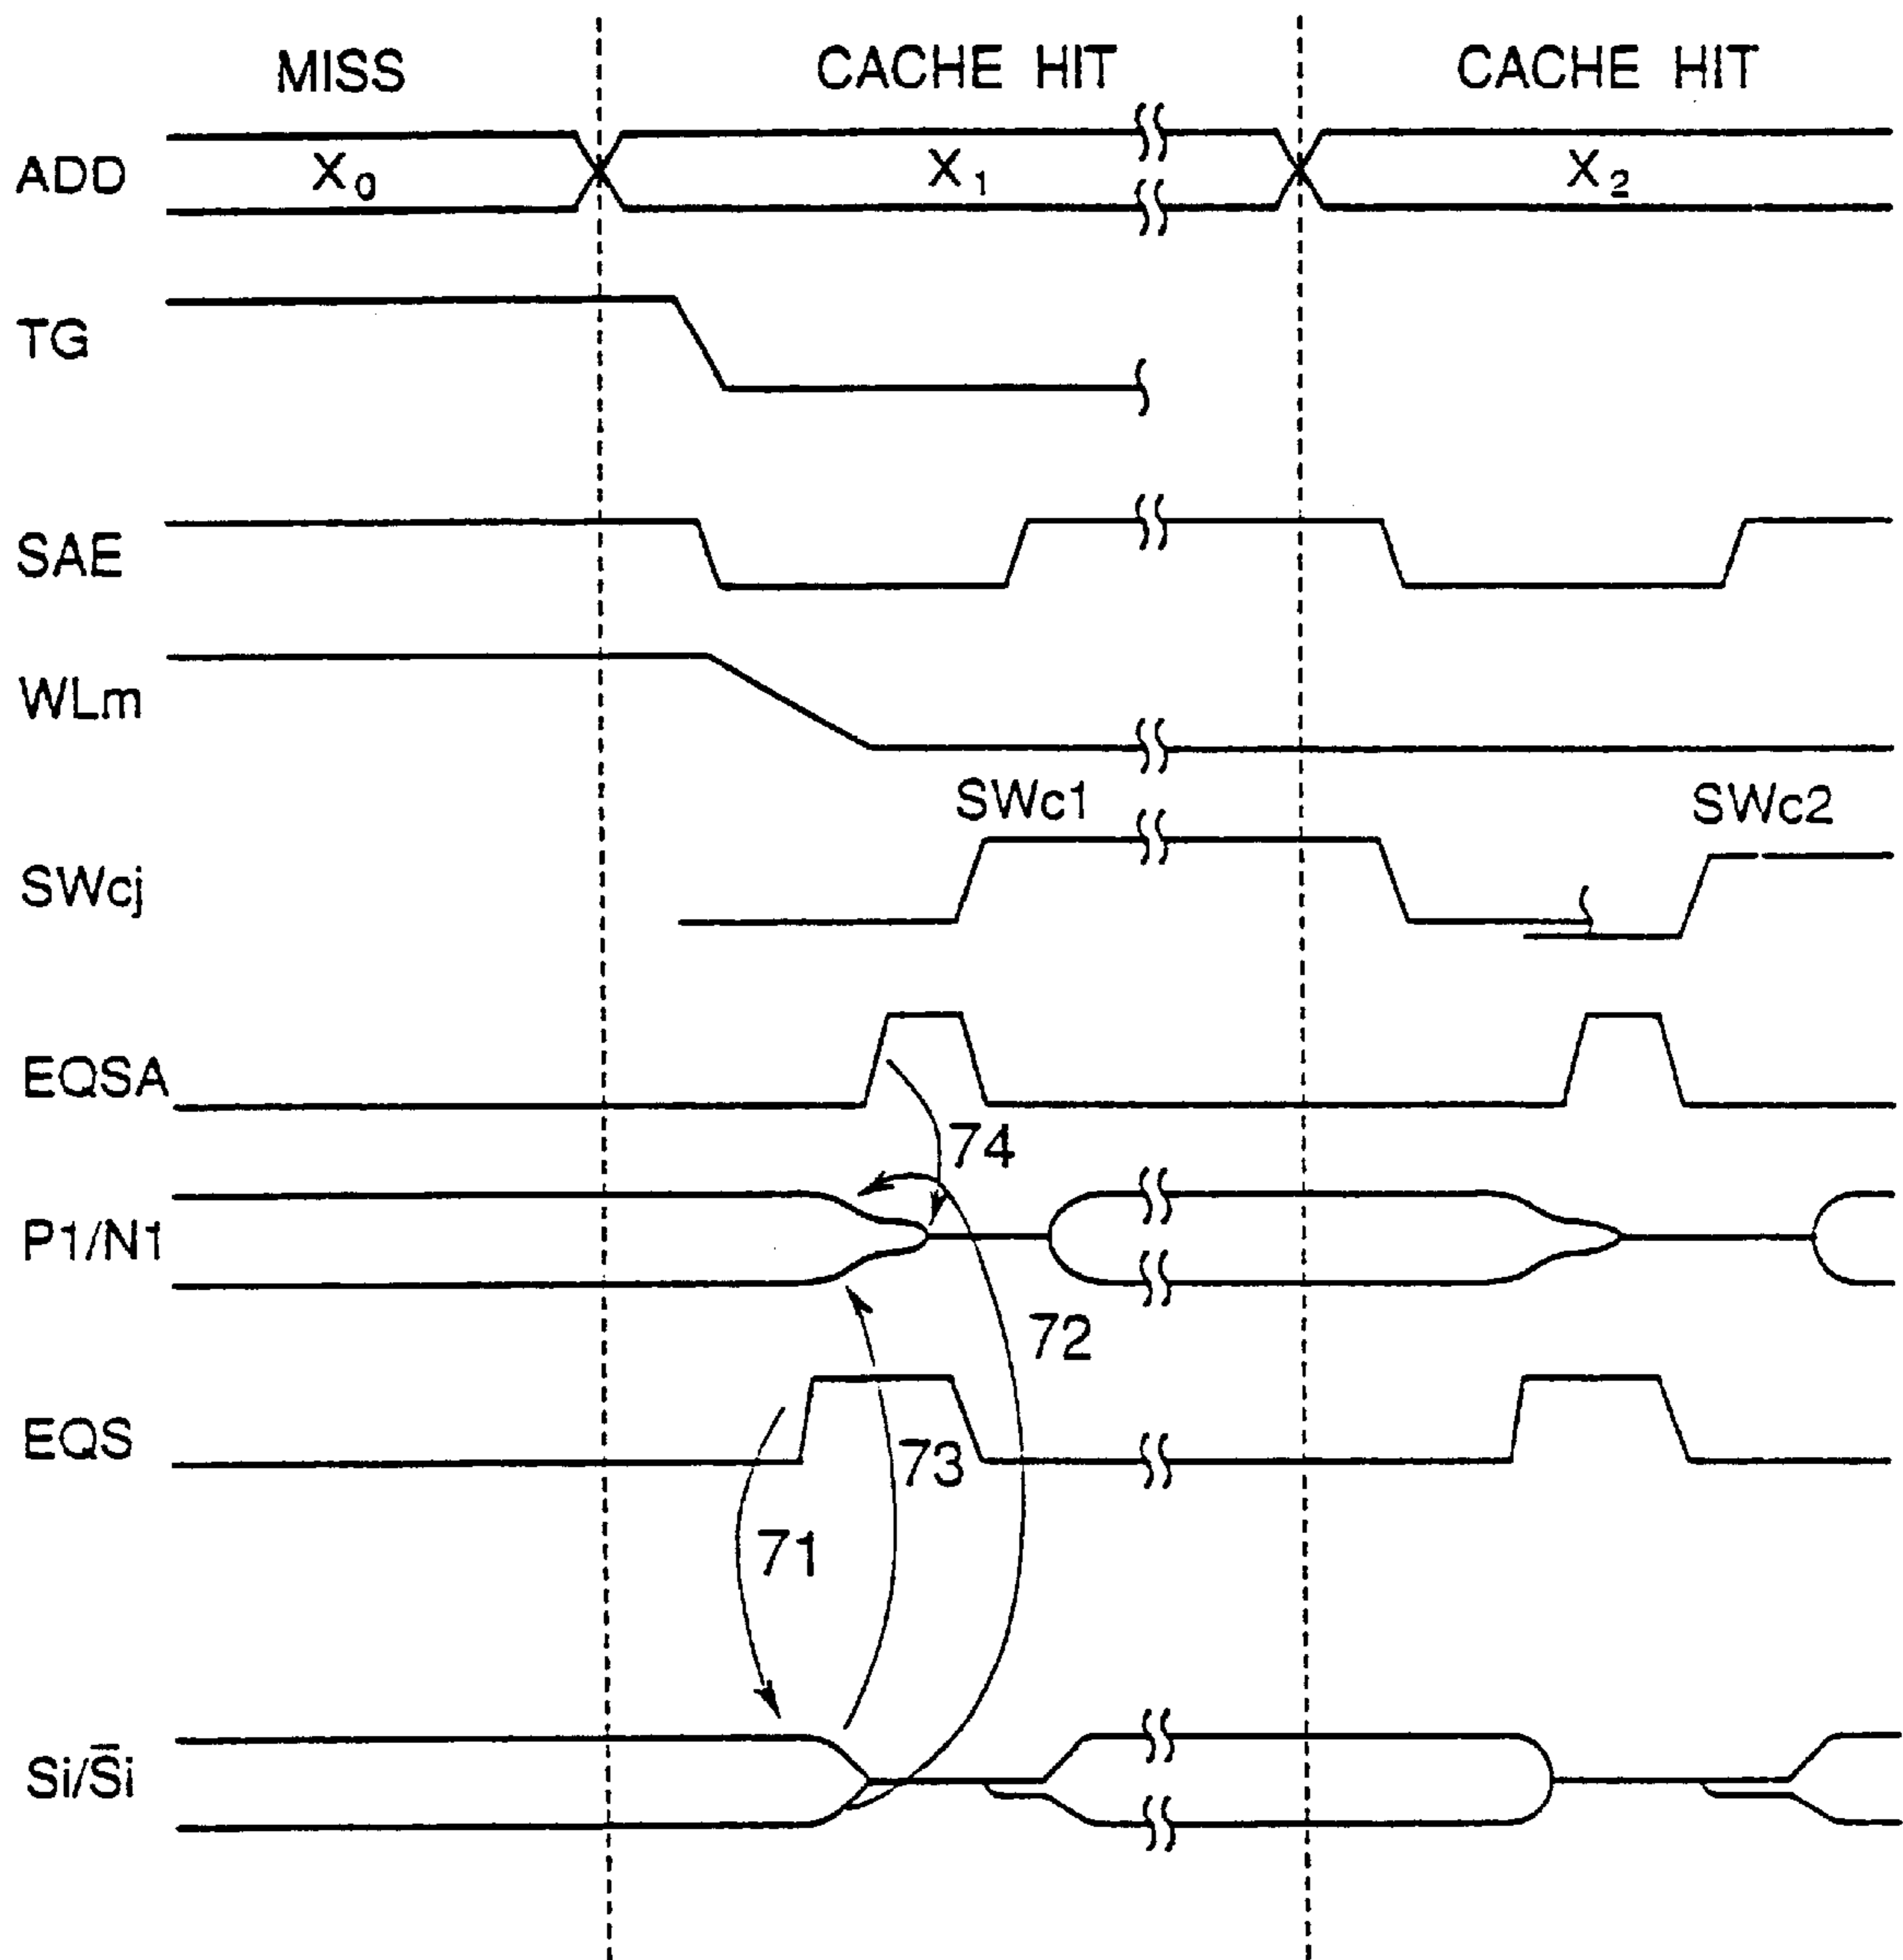 MISS CACHE HIT CACHE HIT
ADD X₀ X₁ X₂
TG
SAE
WLm
SWc1 SWc2
SWcj
EQSA
74
P1/N1
72
EQS
73
71
Si/S̅i